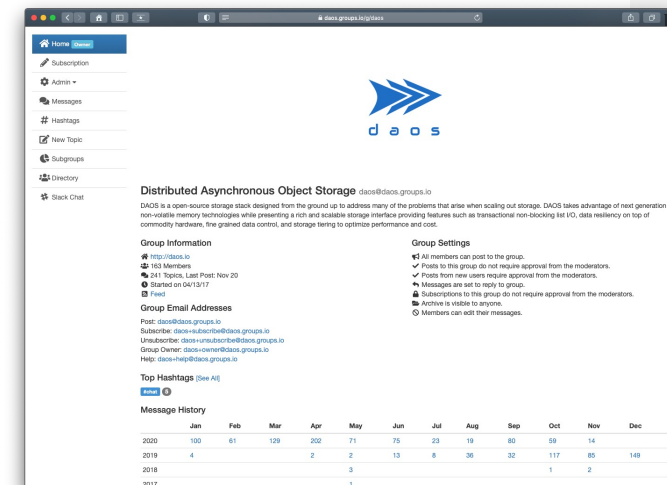 daos.groups.io/g/daos
Home Owner
Subscription
Admin
Messages
# Hashtags
New Topic
Subgroups
Directory
Slack Chat
daos
Distributed Asynchronous Object Storage daos@daos.groups.io
DAOS is a open-source storage stack designed from the ground up to address many of the problems that arise when scaling out storage. DAOS takes advantage of next generation
non-volatile memory technologies while presenting a rich and scalable storage interface providing features such as transactional non-blocking list I/O, data resiliency on top of
commodity hardware, fine grained data control, and storage tiering to optimize performance and cost.
Group Information
http://daos.io
163 Members
241 Topics, Last Post: Nov 20
Started on 04/13/17
Feed
Group Email Addresses
Post: daos@daos.groups.io
Subscribe: daos+subscribe@daos.groups.io
Unsubscribe: daos+unsubscribe@daos.groups.io
Group Owner: daos+owner@daos.groups.io
Help: daos+help@daos.groups.io
Group Settings
All members can post to the group.
Posts to this group do not require approval from the moderators.
Posts from new users require approval from the moderators.
Messages are set to reply to group.
Subscriptions to this group do not require approval from the moderators.
Archive is visible to anyone.
Members can edit their messages.
Top Hashtags [See All]
#chat
Message History
Jan Feb Mar Apr May Jun Jul Aug Sep Oct Nov Dec
2020 100 61 129 202 71 75 23 19 80 59 14
2019 4 2 2 13 8 36 32 117 85 149
2018 3 1 2
2017 1